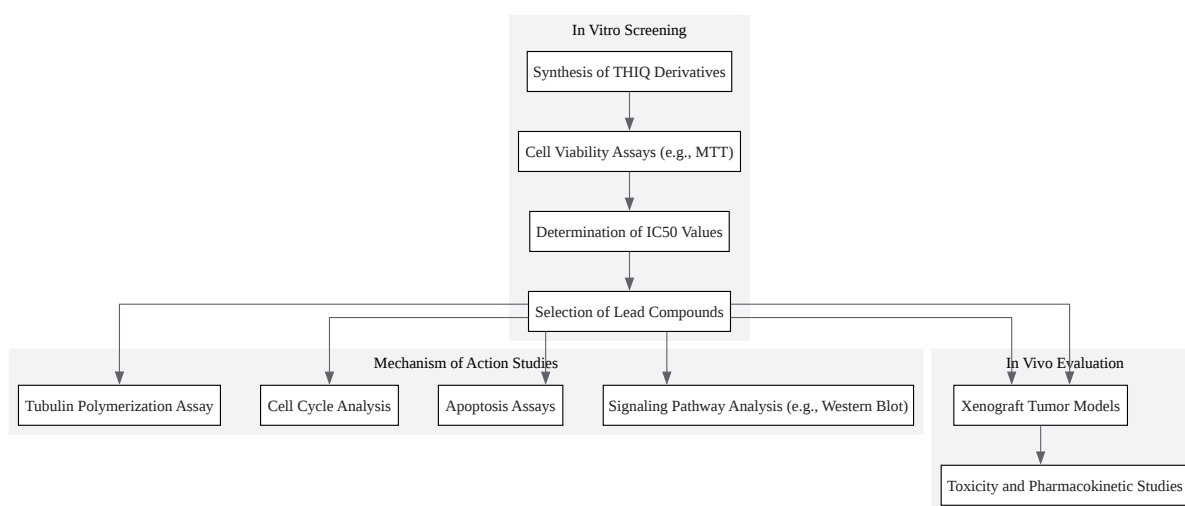 In Vitro Screening
Synthesis of THIQ Derivatives
Cell Viability Assays (e.g., MTT)
Determination of IC50 Values
Selection of Lead Compounds
Mechanism of Action Studies
Tubulin Polymerization Assay
Cell Cycle Analysis
Apoptosis Assays
Signaling Pathway Analysis (e.g., Western Blot)
In Vivo Evaluation
Xenograft Tumor Models
Toxicity and Pharmacokinetic Studies